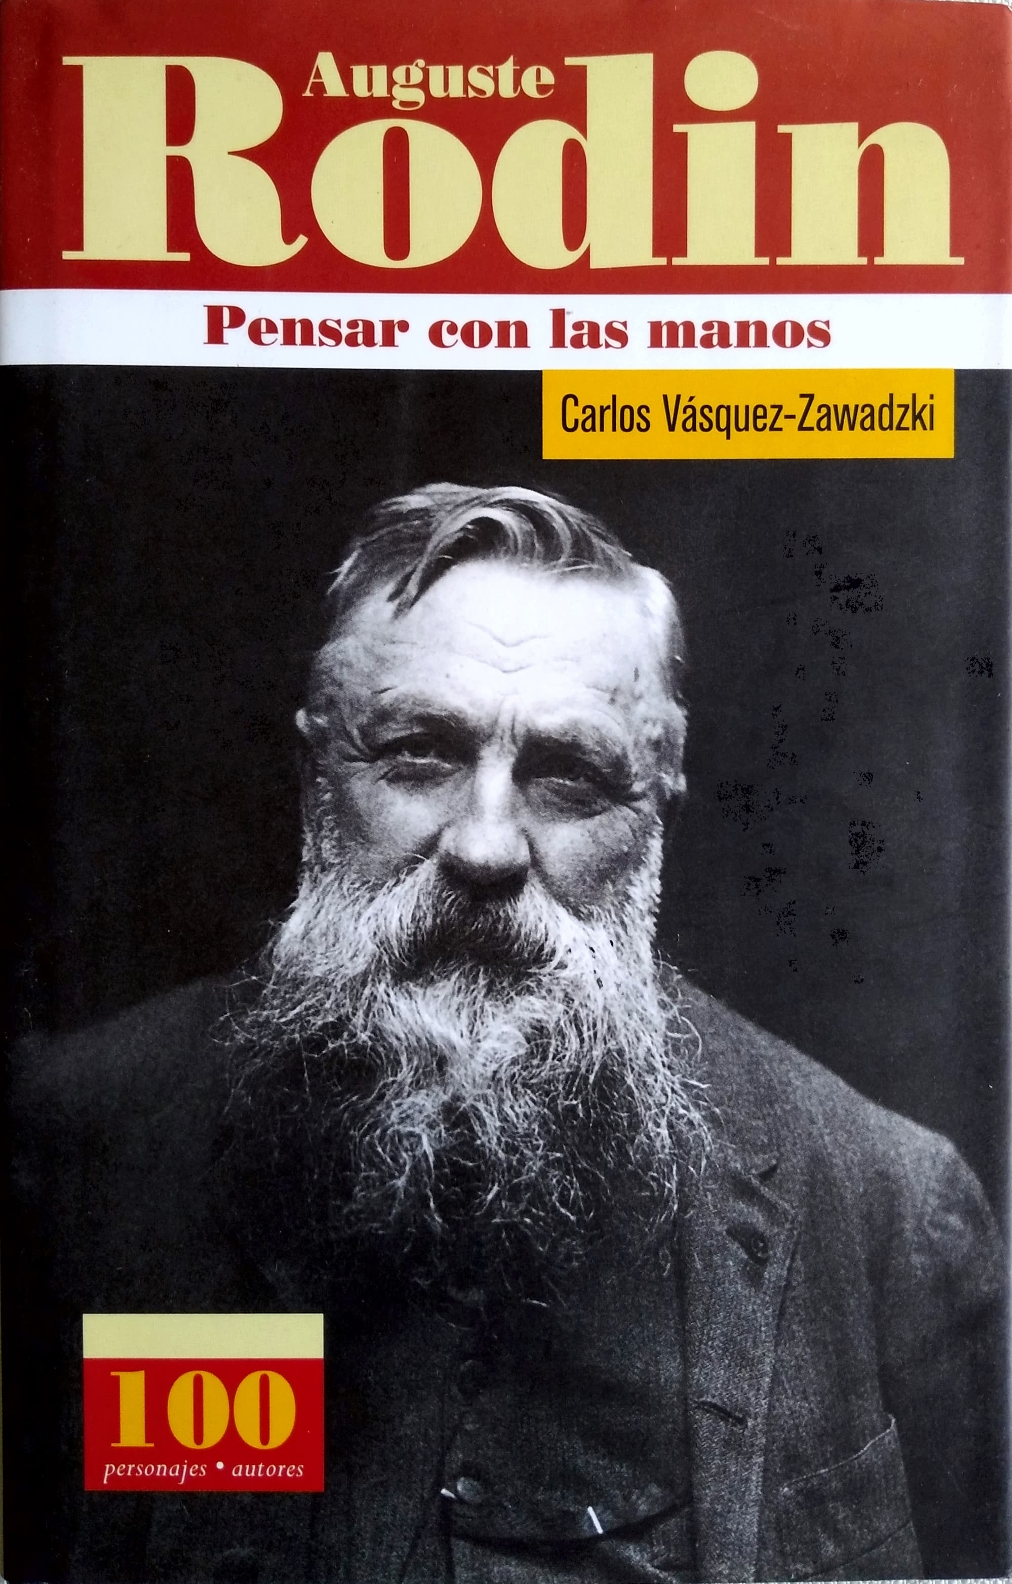 Auguste
Rodin
Pensar con las manos
Carlos Vásquez-Zawadzki
100
personajes • autores